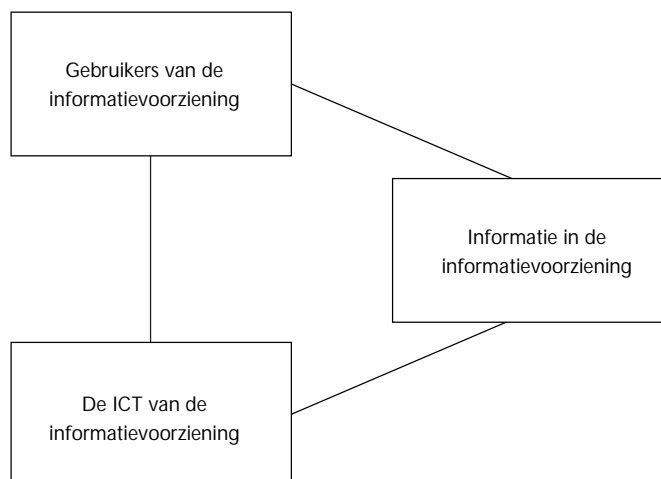 Gebruikers van de
informatievoorziening
Informatie in de
informatievoorziening
De ICT van de
informatievoorziening